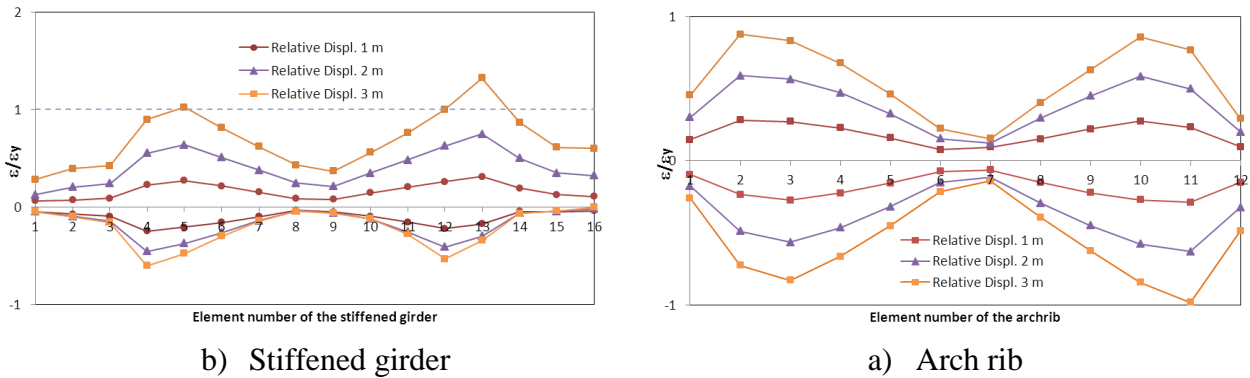 2
1
0
-1
ε/εy
Relative Displ. 1 m
Relative Displ. 2 m
Relative Displ. 3 m
1 2 3 4 5 6 7 8 9 10 11 12 13 14 15 16
Element number of the stiffened girder
b) Stiffened girder
1
0
-1
ε/εy
1 2 3 4 5 6 7 8 9 10 11 12
Relative Displ. 1 m
Relative Displ. 2 m
Relative Displ. 3 m
Element number of the archrib
a) Arch rib